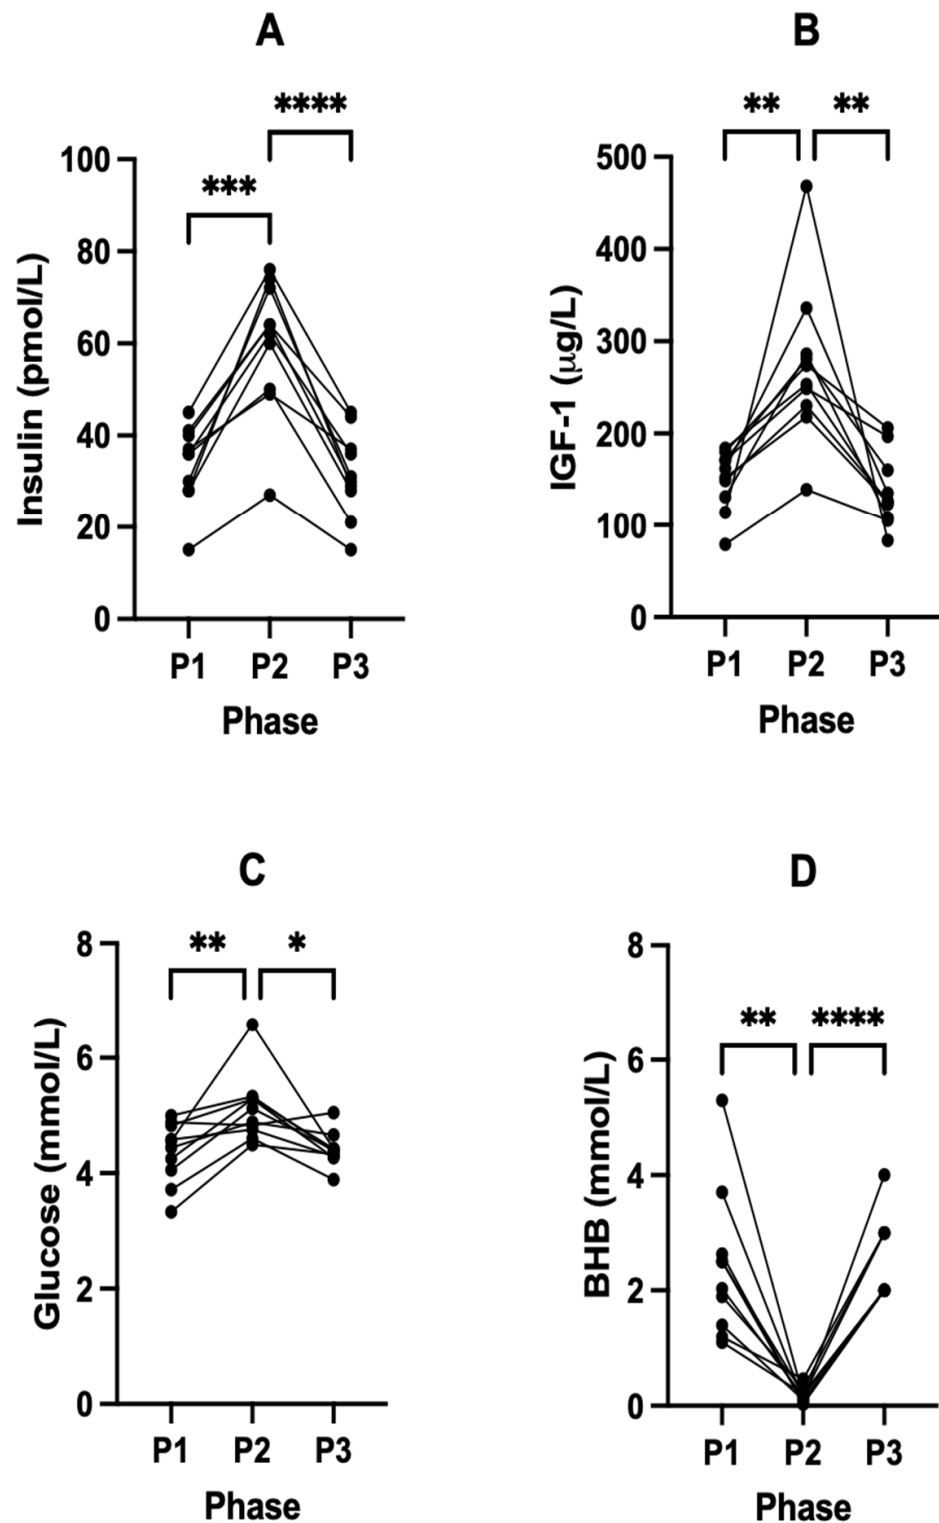 A
B
****
***
** **
100
80
60
40
20
0
Insulin (pmol/L)
P1 P2 P3
Phase
500
400
300
200
100
0
IGF-1 (μg/L)
P1 P2 P3
Phase
C
D
** *
8
6
4
2
0
Glucose (mmol/L)
P1 P2 P3
Phase
** ****
8
6
4
2
0
BHB (mmol/L)
P1 P2 P3
Phase